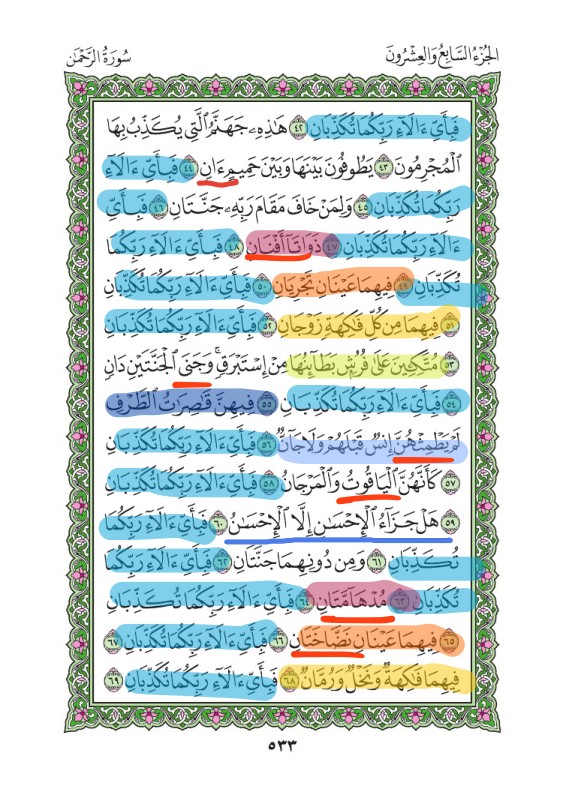 الجُزْءُ السَّابِعُ وَالعِشْرُونَ
سُورَةُ الرَّحْمَٰن
فَبِأَيِّ ءَالَآءِ رَبِّكُمَا تُكَذِّبَانِ ٤٢ هَٰذِهِۦ جَهَنَّمُ ٱلَّتِي يُكَذِّبُ بِهَا
ٱلْمُجْرِمُونَ ٤٣ يَطُوفُونَ بَيْنَهَا وَبَيْنَ حَمِيمٍ ءَانٍ ٤٤ فَبِأَيِّ ءَالَآءِ
رَبِّكُمَا تُكَذِّبَانِ ٤٥ وَلِمَنْ خَافَ مَقَامَ رَبِّهِۦ جَنَّتَانِ ٤٦ فَبِأَيِّ
ءَالَآءِ رَبِّكُمَا تُكَذِّبَانِ ٤٧ ذَوَاتَآ أَفْنَانٍ ٤٨ فَبِأَيِّ ءَالَآءِ رَبِّكُمَا
تُكَذِّبَانِ ٤٩ فِيهِمَا عَيْنَانِ تَجْرِيَانِ ٥٠ فَبِأَيِّ ءَالَآءِ رَبِّكُمَا تُكَذِّبَانِ
٥١ فِيهِمَا مِن كُلِّ فَٰكِهَةٍ زَوْجَانِ ٥٢ فَبِأَيِّ ءَالَآءِ رَبِّكُمَا تُكَذِّبَانِ
٥٣ مُتَّكِـِٔينَ عَلَىٰ فُرُشٍۭ بَطَآئِنُهَا مِنْ إِسْتَبْرَقٍۚ وَجَنَى ٱلْجَنَّتَيْنِ دَانٍ
٥٤ فَبِأَيِّ ءَالَآءِ رَبِّكُمَا تُكَذِّبَانِ ٥٥ فِيهِنَّ قَٰصِرَٰتُ ٱلطَّرْفِ
لَمْ يَطْمِثْهُنَّ إِنسٌ قَبْلَهُمْ وَلَا جَآنٌّ ٥٦ فَبِأَيِّ ءَالَآءِ رَبِّكُمَا تُكَذِّبَانِ
٥٧ كَأَنَّهُنَّ ٱلْيَاقُوتُ وَٱلْمَرْجَانُ ٥٨ فَبِأَيِّ ءَالَآءِ رَبِّكُمَا تُكَذِّبَانِ
٥٩ هَلْ جَزَآءُ ٱلْإِحْسَٰنِ إِلَّا ٱلْإِحْسَٰنُ ٦٠ فَبِأَيِّ ءَالَآءِ رَبِّكُمَا
تُكَذِّبَانِ ٦١ وَمِن دُونِهِمَا جَنَّتَانِ ٦٢ فَبِأَيِّ ءَالَآءِ رَبِّكُمَا
تُكَذِّبَانِ ٦٣ مُدْهَآمَّتَانِ ٦٤ فَبِأَيِّ ءَالَآءِ رَبِّكُمَا تُكَذِّبَانِ
٦٥ فِيهِمَا عَيْنَانِ نَضَّاخَتَانِ ٦٦ فَبِأَيِّ ءَالَآءِ رَبِّكُمَا تُكَذِّبَانِ ٦٧
فِيهِمَا فَٰكِهَةٌ وَنَخْلٌ وَرُمَّانٌ ٦٨ فَبِأَيِّ ءَالَآءِ رَبِّكُمَا تُكَذِّبَانِ ٦٩
٥٣٣